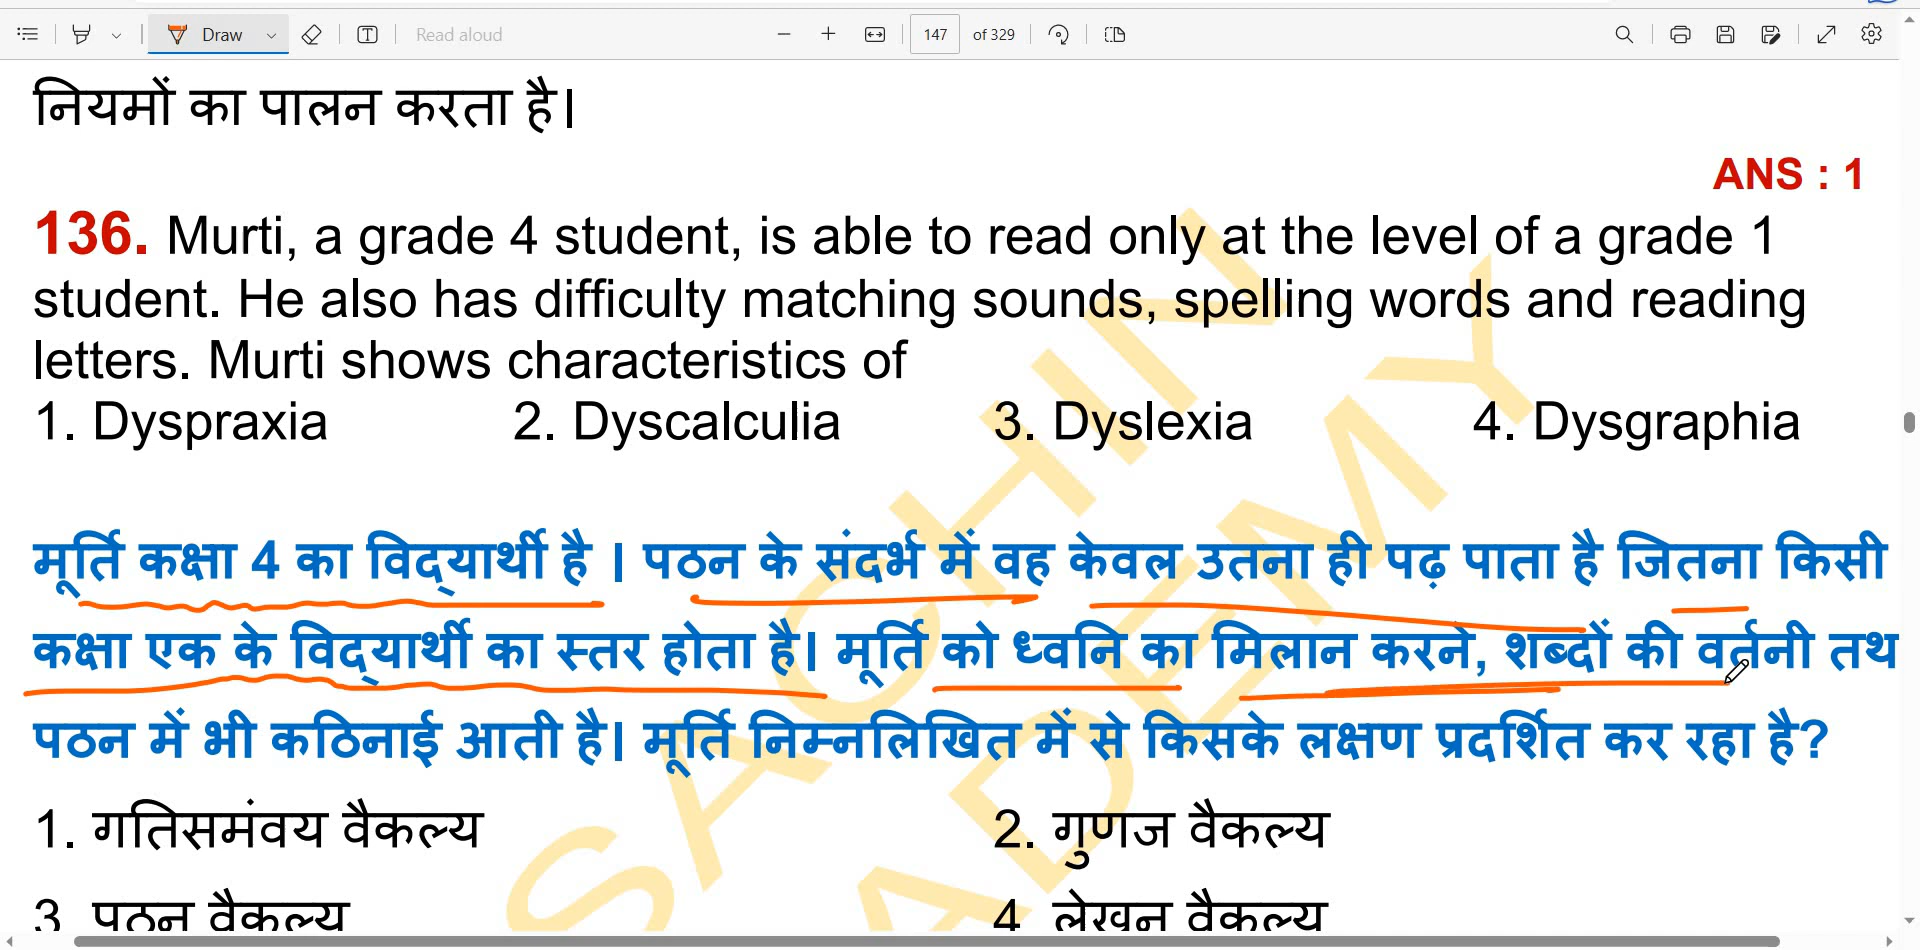 Draw
Read aloud
147 of 329
नियमों का पालन करता है।
ANS : 1
136. Murti, a grade 4 student, is able to read only at the level of a grade 1
student. He also has difficulty matching sounds, spelling words and reading
letters. Murti shows characteristics of
1. Dyspraxia 2. Dyscalculia 3. Dyslexia 4. Dysgraphia
मूर्ति कक्षा 4 का विद्यार्थी है । पठन के संदर्भ में वह केवल उतना ही पढ़ पाता है जितना किसी
कक्षा एक के विद्यार्थी का स्तर होता है। मूर्ति को ध्वनि का मिलान करने, शब्दों की वर्तनी तथ
पठन में भी कठिनाई आती है। मूर्ति निम्नलिखित में से किसके लक्षण प्रदर्शित कर रहा है?
1. गतिसमंवय वैकल्य 2. गुणज वैकल्य
3 पठन वैकल्य 4 लेखन वैकल्य
SACHIN
ADEMY